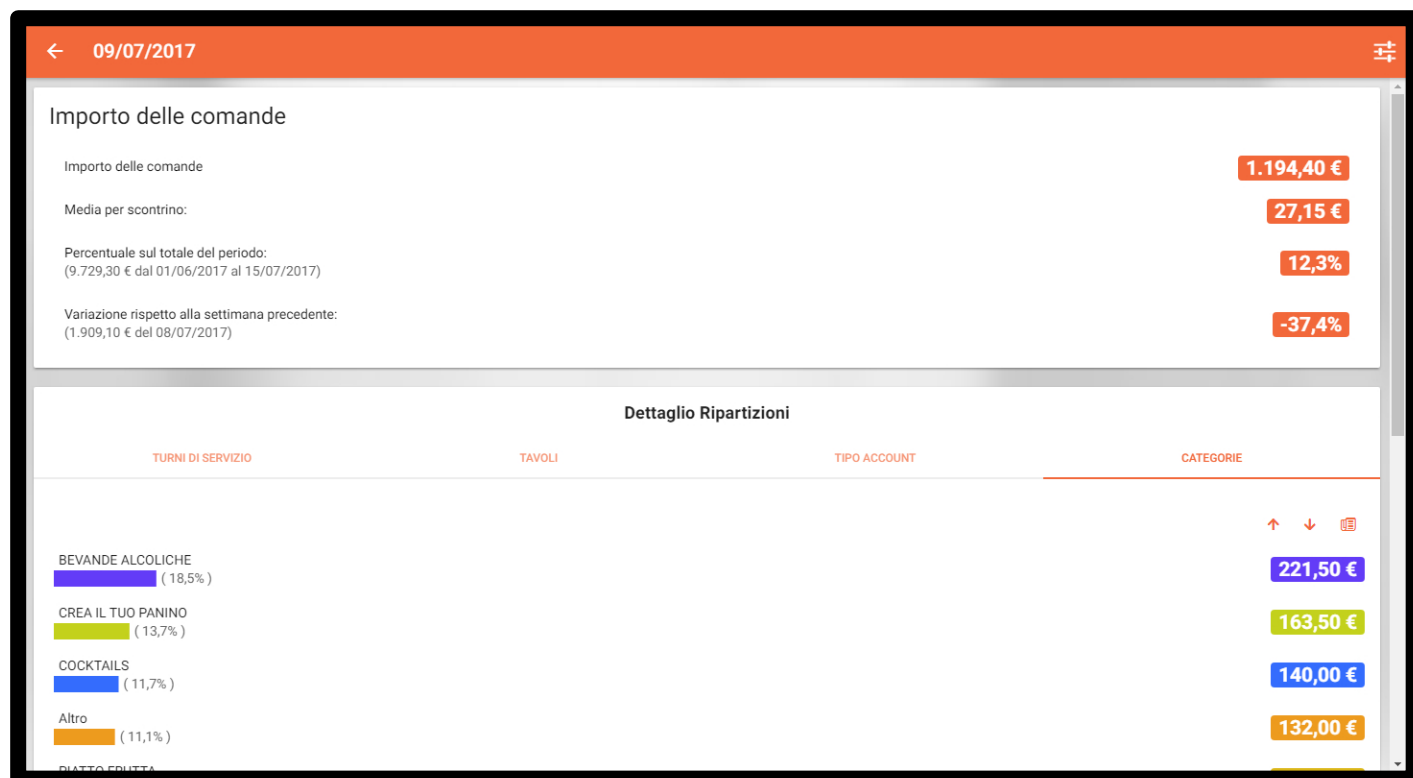 09/07/2017
Importo delle comande
Importo delle comande
1.194,40 €
Media per scontrino:
27,15 €
Percentuale sul totale del periodo:
(9.729,30 € dal 01/06/2017 al 15/07/2017)
12,3%
Variazione rispetto alla settimana precedente:
(1.909,10 € del 08/07/2017)
-37,4%
Dettaglio Ripartizioni
TURNI DI SERVIZIO
TAVOLI
TIPO ACCOUNT
CATEGORIE
BEVANDE ALCOLICHE
( 18,5% )
221,50 €
CREA IL TUO PANINO
( 13,7% )
163,50 €
COCKTAILS
( 11,7% )
140,00 €
Altro
( 11,1% )
132,00 €
PIATTO FRUTTA